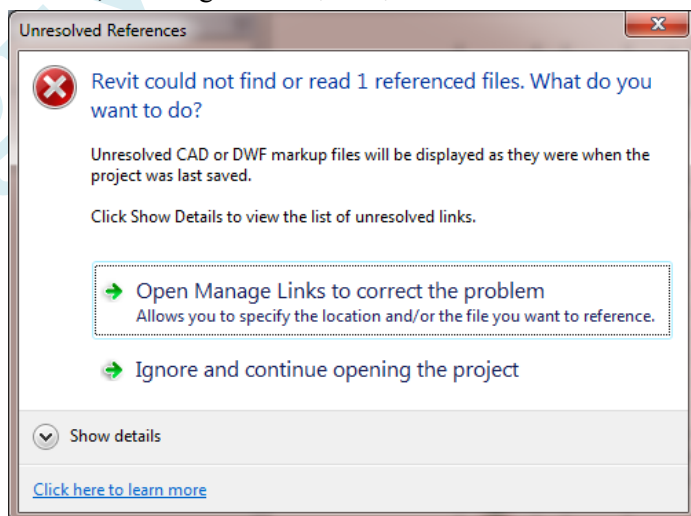 Unresolved References
Revit could not find or read 1 referenced files. What do you
want to do?
Unresolved CAD or DWF markup files will be displayed as they were when the
project was last saved.
Click Show Details to view the list of unresolved links.
Open Manage Links to correct the problem
Allows you to specify the location and/or the file you want to reference.
Ignore and continue opening the project
Show details
Click here to learn more